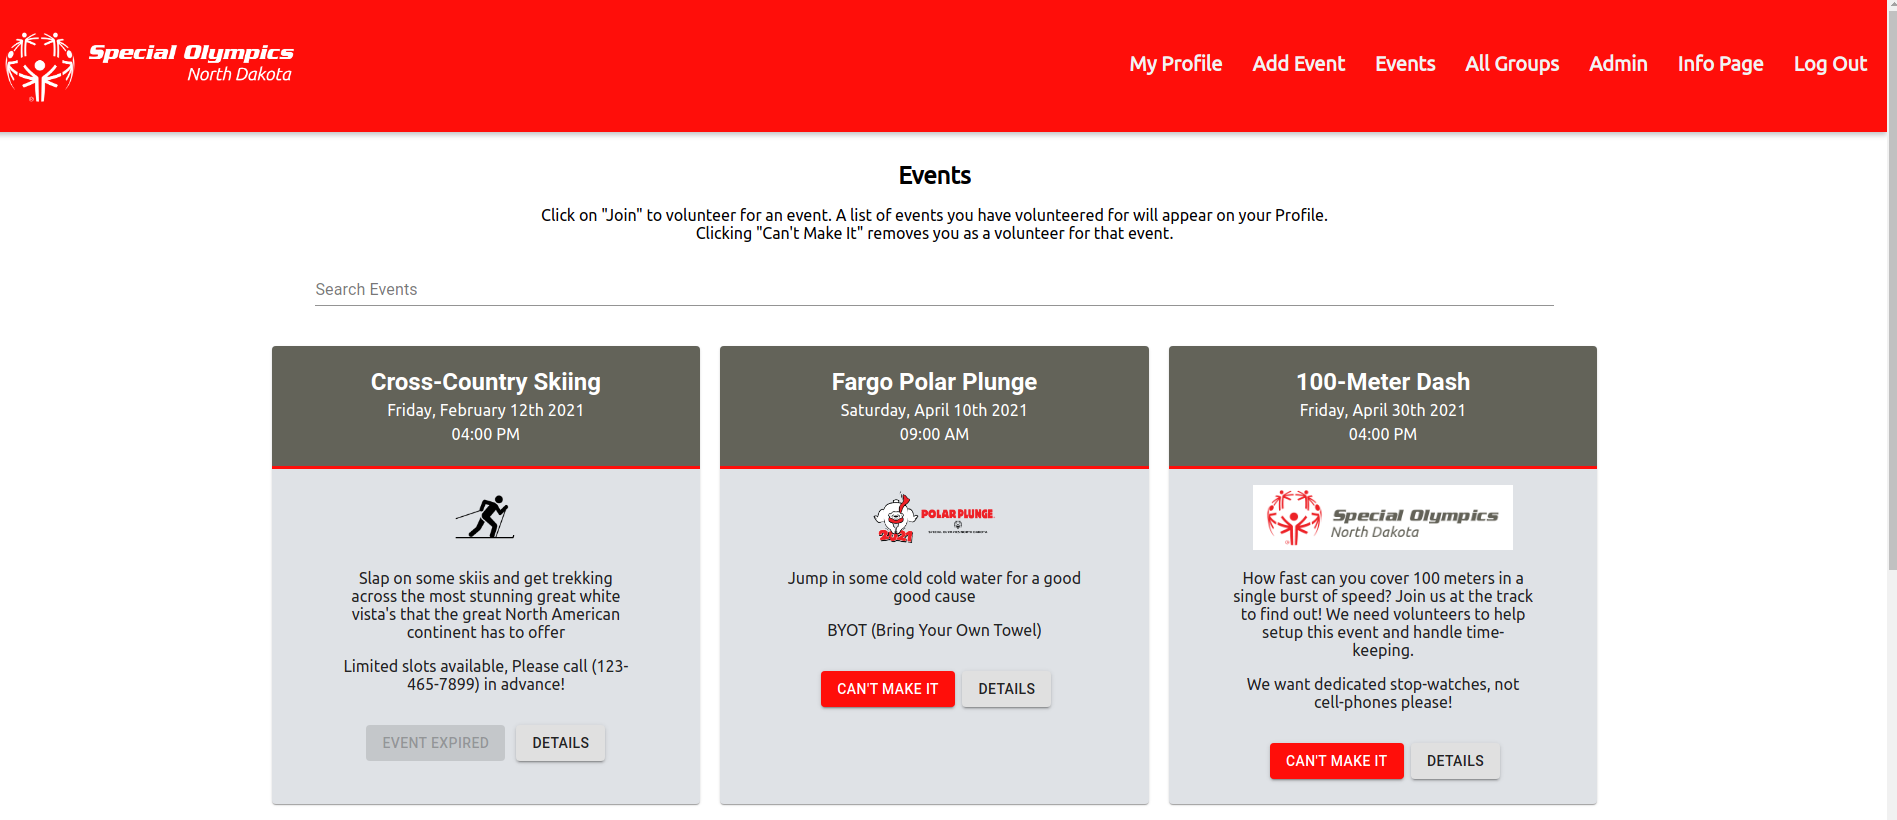 Special Olympics
North Dakota
My Profile Add Event Events All Groups Admin Info Page Log Out
Events
Click on "Join" to volunteer for an event. A list of events you have volunteered for will appear on your Profile.
Clicking "Can't Make It" removes you as a volunteer for that event.
Search Events
Cross-Country Skiing
Friday, February 12th 2021
04:00 PM
Slap on some skiis and get trekking
across the most stunning great white
vista's that the great North American
continent has to offer
Limited slots available, Please call (123-
465-7899) in advance!
EVENT EXPIRED DETAILS
Fargo Polar Plunge
Saturday, April 10th 2021
09:00 AM
POLAR PLUNGE
2021
Jump in some cold cold water for a good
good cause
BYOT (Bring Your Own Towel)
CAN'T MAKE IT DETAILS
100-Meter Dash
Friday, April 30th 2021
04:00 PM
Special Olympics
North Dakota
How fast can you cover 100 meters in a
single burst of speed? Join us at the track
to find out! We need volunteers to help
setup this event and handle time-
keeping.
We want dedicated stop-watches, not
cell-phones please!
CAN'T MAKE IT DETAILS